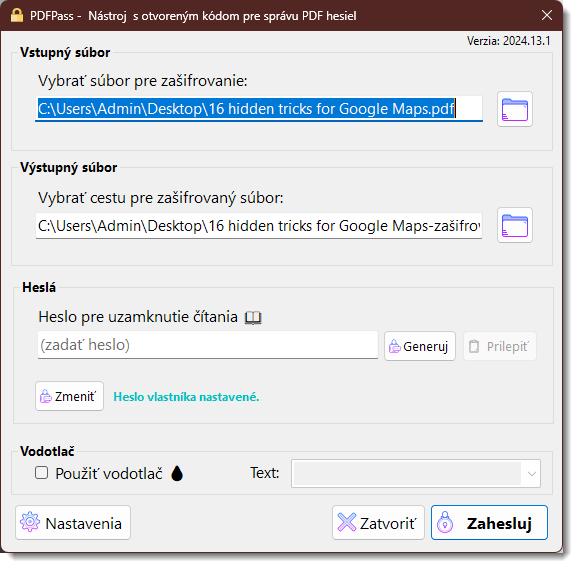 PDFPass - Nástroj s otvoreným kódom pre správu PDF hesiel
Verzia: 2024.13.1
Vstupný súbor
Vybrať súbor pre zašifrovanie:
C:\Users\Admin\Desktop\16 hidden tricks for Google Maps.pdf
Výstupný súbor
Vybrať cestu pre zašifrovaný súbor:
C:\Users\Admin\Desktop\16 hidden tricks for Google Maps-zašifrov
Heslá
Heslo pre uzamknutie čítania
(zadať heslo)
Generuj
Prilepiť
Zmeniť
Heslo vlastníka nastavené.
Vodotlač
Použiť vodotlač
Text:
Nastavenia
Zatvoriť
Zahesluj